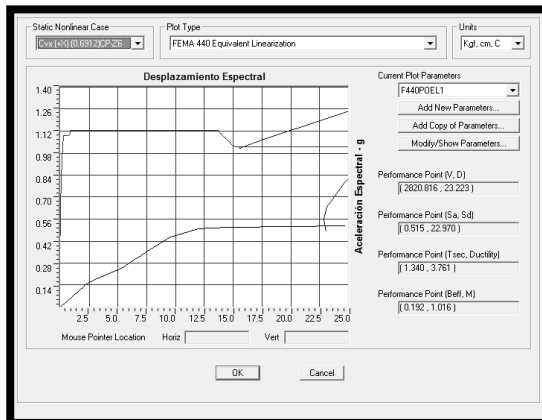 Static Nonlinear Case
Cvx (+X) (0.6912)CP-Z6
Plot Type
FEMA 440 Equivalent Linearization
Units
Kgf, cm, C
Desplazamiento Espectral
1.40
1.26
1.12
0.98
0.84
0.70
0.56
0.42
0.28
0.14
2.5 5.0 7.5 10.0 12.5 15.0 17.5 20.0 22.5 25.0
Aceleración Espectral - g
Mouse Pointer Location Horiz Vert
Current Plot Parameters
F440POEL1
Add New Parameters...
Add Copy of Parameters...
Modify/Show Parameters...
Performance Point (V, D)
( 2820.816 , 23.223 )
Performance Point (Sa, Sd)
( 0.515 , 22.970 )
Performance Point (Tsec, Ductility)
( 1.340 , 3.761 )
Performance Point (Beff, M)
( 0.192 , 1.016 )
OK
Cancel